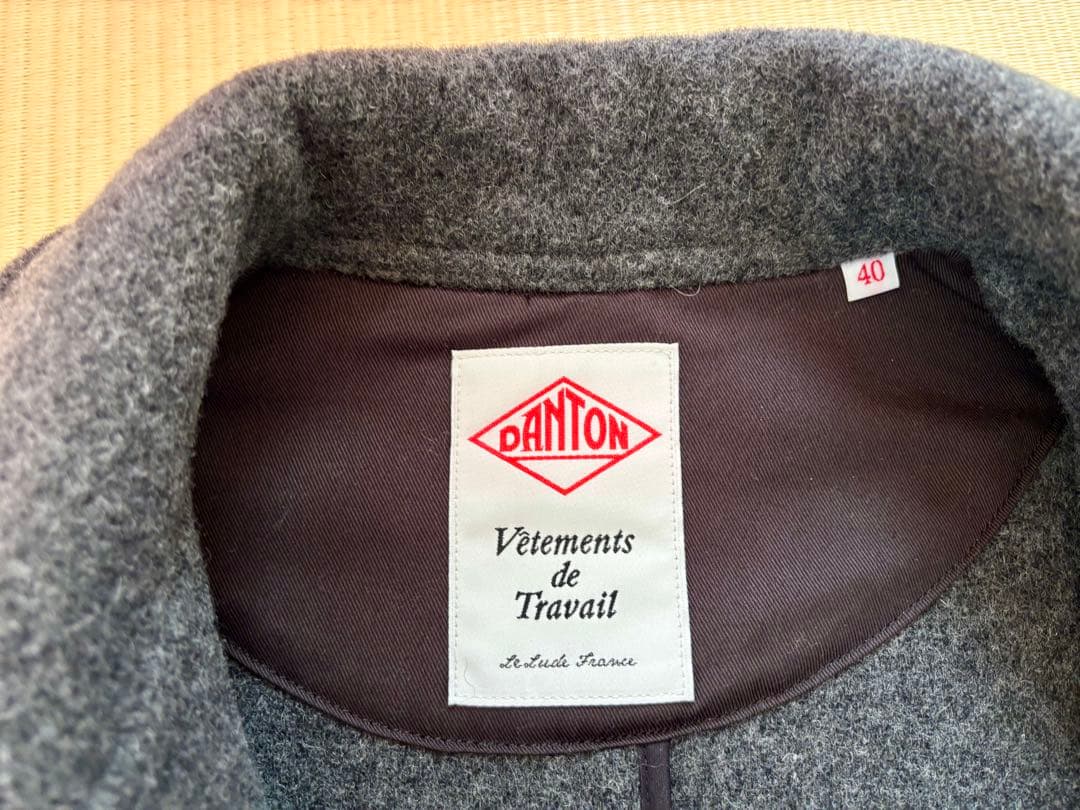 40
DANTON
Vêtements
de
Travail
Le Lude France